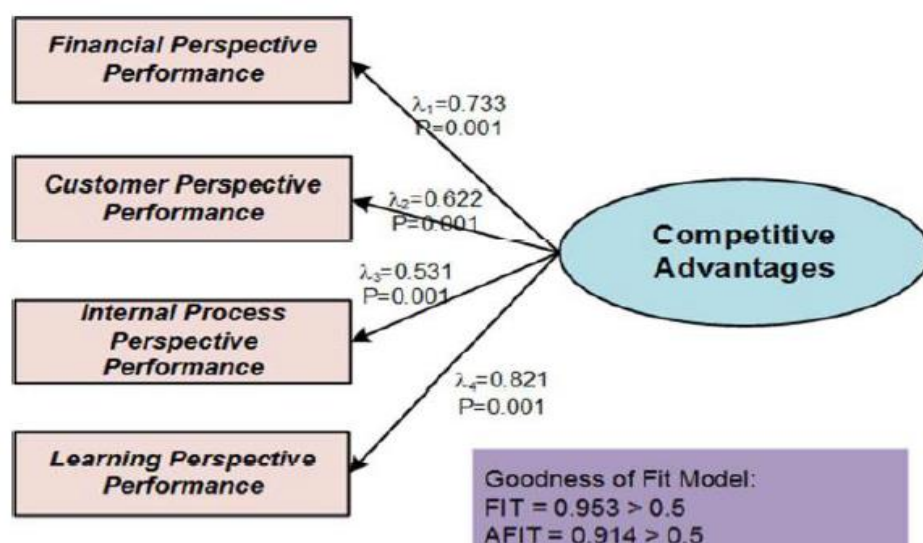 Financial Perspective
Performance
λ₁=0.733
P=0.001
Customer Perspective
Performance
λ₂=0.622
P=0.001
Competitive
Advantages
λ₃=0.531
P=0.001
Internal Process
Perspective
Performance
λ₄=0.821
P=0.001
Learning Perspective
Performance
Goodness of Fit Model:
FIT = 0.953 > 0.5
AFIT = 0.914 > 0.5